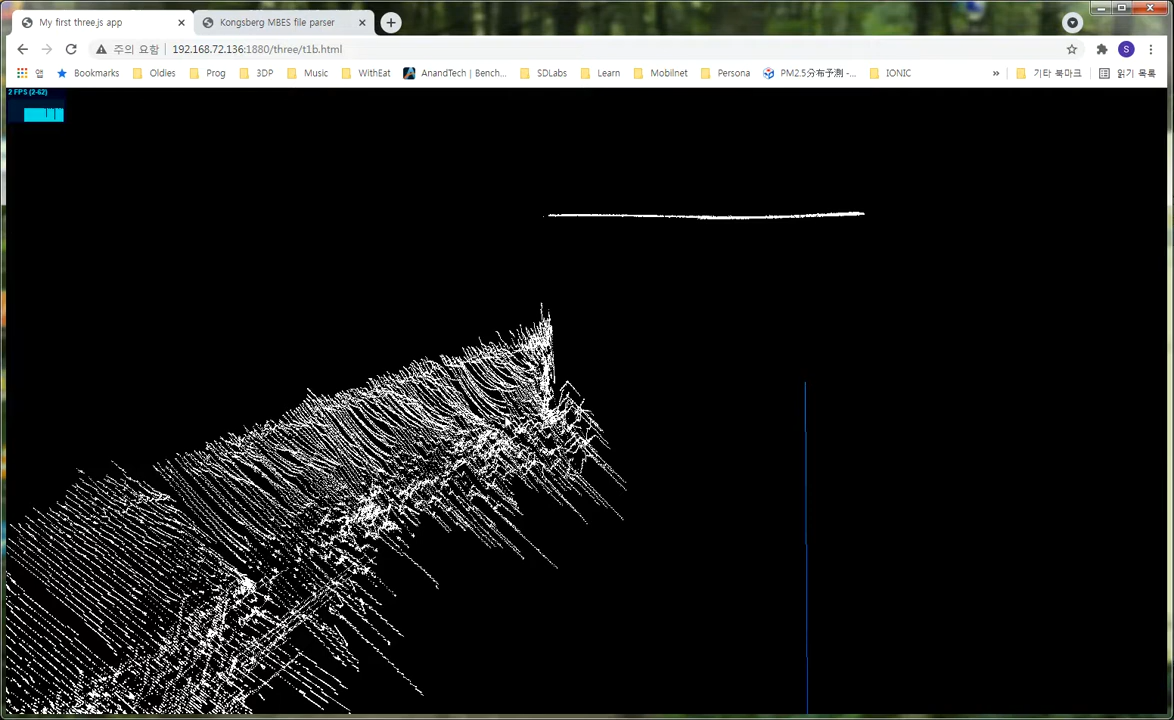 My first three.js app
Kongsberg MBES file parser
주의 요함
192.168.72.136:1880/three/t1b.html
S
앱
Bookmarks
Oldies
Prog
3DP
Music
WithEat
AnandTech | Bench...
SDLabs
Learn
Mobilnet
Persona
PM2.5分布予測 -...
IONIC
»
기타 북마크
읽기 목록
2 FPS (2-62)